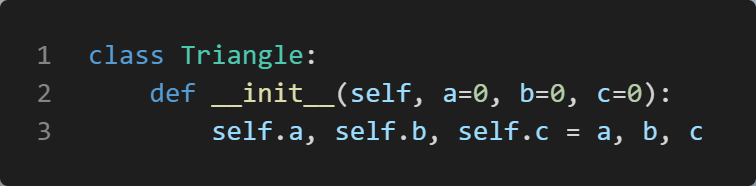 1 class Triangle:
2 def __init__(self, a=0, b=0, c=0):
3 self.a, self.b, self.c = a, b, c